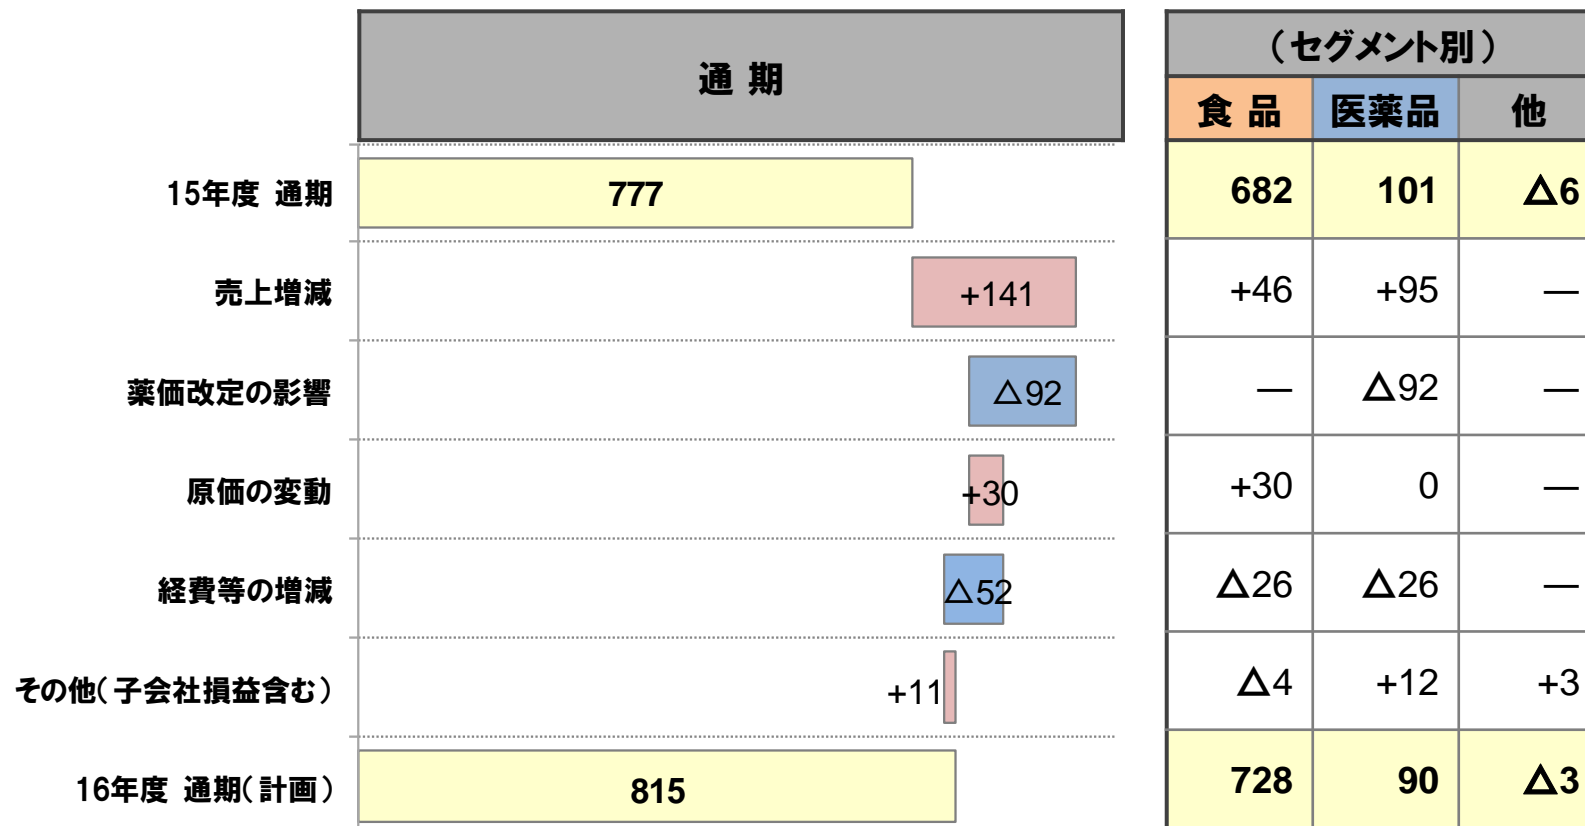 通 期
(セグメント別)
食 品 医薬品 他
15年度 通期 777 682 101 △6
売上増減 +141 +46 +95 —
薬価改定の影響 △92 — △92 —
原価の変動 +30 +30 0 —
経費等の増減 △52 △26 △26 —
その他(子会社損益含む) +11 △4 +12 +3
16年度 通期(計画) 815 728 90 △3